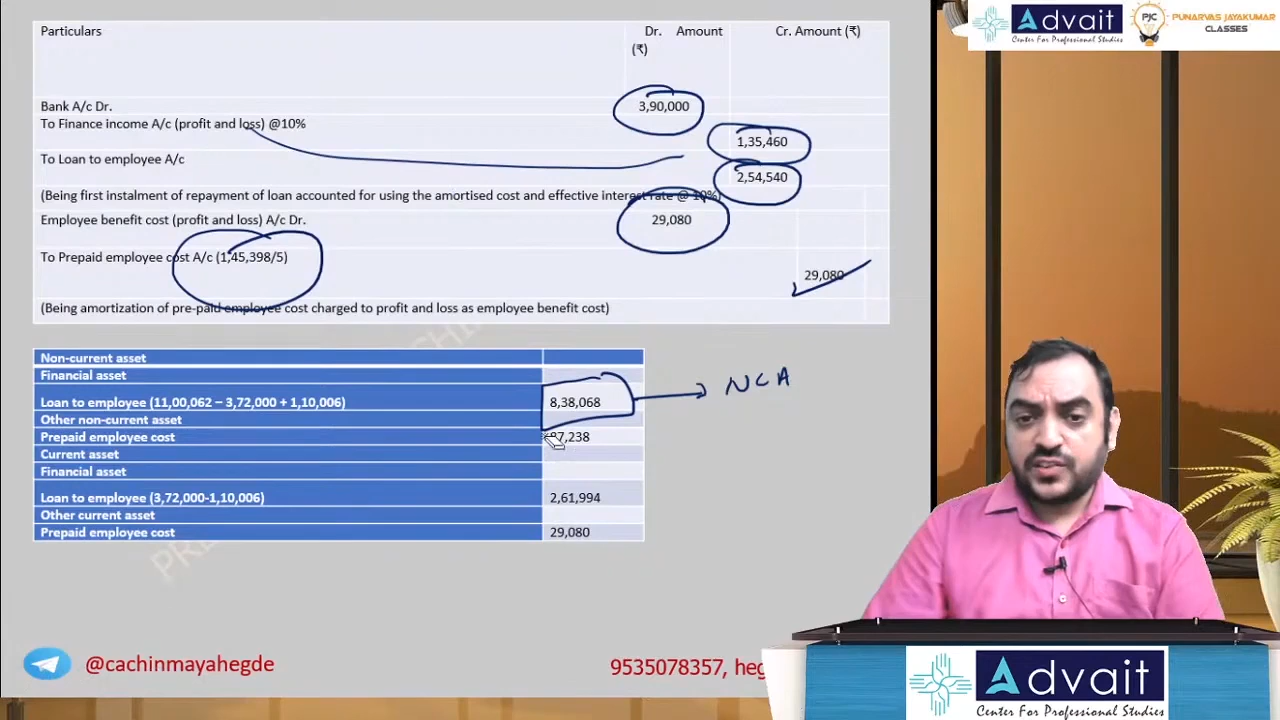 Advait
Center For Professional Studies
PJC
PUNARVAS JAYAKUMAR
CLASSES
Particulars
Dr. Amount
(₹)
Cr. Amount (₹)
Bank A/c Dr.
3,90,000
To Finance income A/c (profit and loss) @10%
1,35,460
To Loan to employee A/c
2,54,540
(Being first instalment of repayment of loan accounted for using the amortised cost and effective interest rate @ 10%)
Employee benefit cost (profit and loss) A/c Dr.
29,080
To Prepaid employee cost A/c (1,45,398/5)
29,080
(Being amortization of pre-paid employee cost charged to profit and loss as employee benefit cost)
Non-current asset
Financial asset
Loan to employee (11,00,062 – 3,72,000 + 1,10,006) 8,38,068
NCA
Other non-current asset
Prepaid employee cost 7,238
Current asset
Financial asset
Loan to employee (3,72,000-1,10,006) 2,61,994
Other current asset
Prepaid employee cost 29,080
@cachinmayahegde
9535078357, heg
Advait
Center For Professional Studies